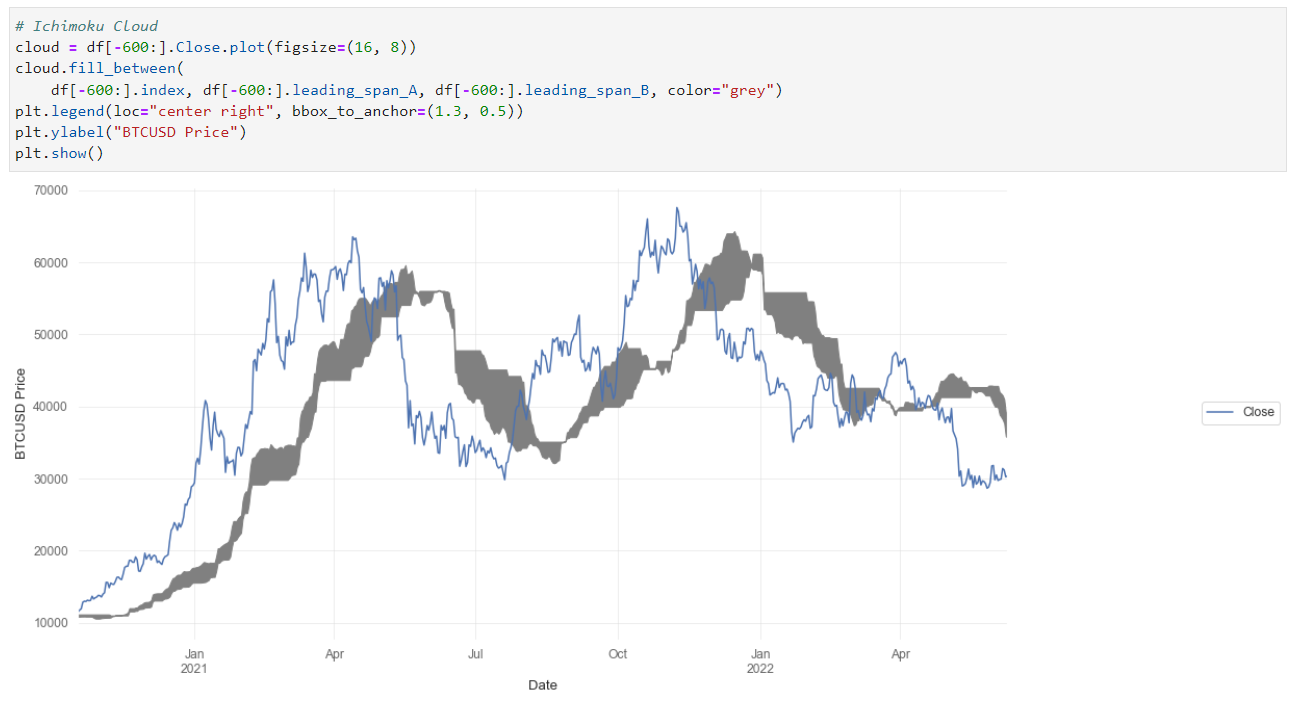 # Ichimoku Cloud
cloud = df[-600:].Close.plot(figsize=(16, 8))
cloud.fill_between(
    df[-600:].index, df[-600:].leading_span_A, df[-600:].leading_span_B, color="grey")
plt.legend(loc="center right", bbox_to_anchor=(1.3, 0.5))
plt.ylabel("BTCUSD Price")
plt.show()
70000
60000
50000
40000
30000
20000
10000
BTCUSD Price
Close
Jan Apr Jul Oct Jan Apr
2021 2022
Date